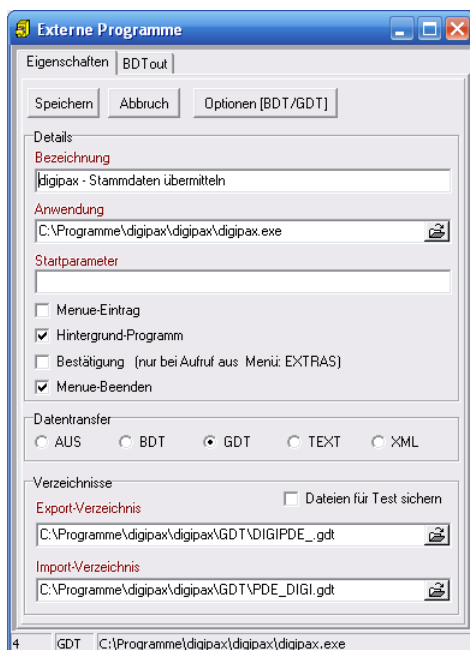 Externe Programme
Eigenschaften BDTout
Speichern Abbruch Optionen [BDT/GDT]
Details
Bezeichnung
digipax - Stammdaten übermitteln
Anwendung
C:\Programme\digipax\digipax\digipax.exe
Startparameter
Menue-Eintrag
Hintergrund-Programm
Bestätigung (nur bei Aufruf aus Menü: EXTRAS)
Menue-Beenden
Datentransfer
AUS BDT GDT TEXT XML
Verzeichnisse
Dateien für Test sichern
Export-Verzeichnis
C:\Programme\digipax\digipax\GDT\DIGIPDE_.gdt
Import-Verzeichnis
C:\Programme\digipax\digipax\GDT\PDE_DIGI.gdt
4 GDT C:\Programme\digipax\digipax\digipax.exe